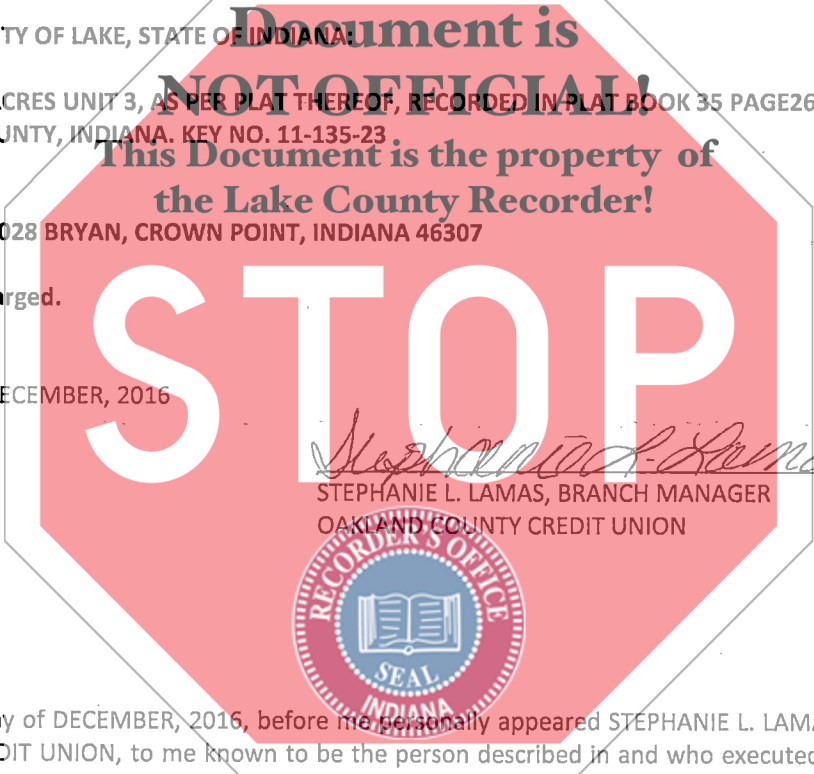 TY OF LAKE, STATE OF INDIANA:
Document is
NOT OFFICIAL!
CRES UNIT 3, AS PER PLAT THEREOF, RECORDED IN PLAT BOOK 35 PAGE26
UNTY, INDIANA. KEY NO. 11-135-23
This Document is the property of
the Lake County Recorder!
028 BRYAN, CROWN POINT, INDIANA 46307
rged.
STOP
ECEMBER, 2016
Stephanie L. Lama
STEPHANIE L. LAMAS, BRANCH MANAGER
OAKLAND COUNTY CREDIT UNION
RECORDER'S OFFICE
SEAL
INDIANA
y of DECEMBER, 2016, before me personally appeared STEPHANIE L. LAMA
DIT UNION, to me known to be the person described in and who executed